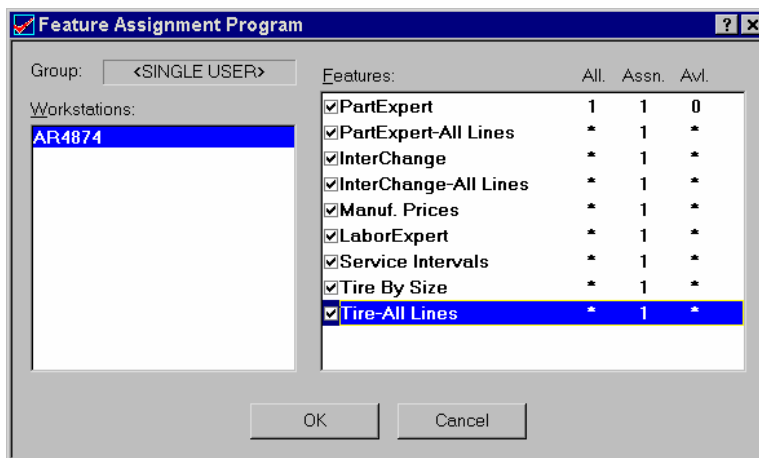 Feature Assignment Program
Group: <SINGLE USER>
Workstations:
AR4874
Features: All. Assn. Avl.
PartExpert 1 1 0
PartExpert-All Lines * 1 *
InterChange * 1 *
InterChange-All Lines * 1 *
Manuf. Prices * 1 *
LaborExpert * 1 *
Service Intervals * 1 *
Tire By Size * 1 *
Tire-All Lines * 1 *
OK Cancel